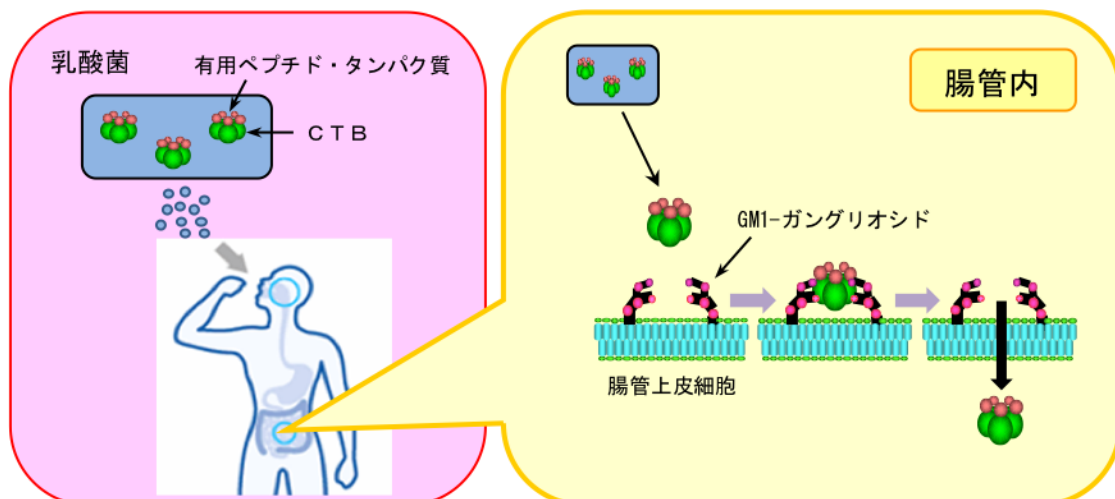 乳酸菌
有用ペプチド・タンパク質
ＣＴＢ
腸管内
GM1-ガングリオシド
腸管上皮細胞